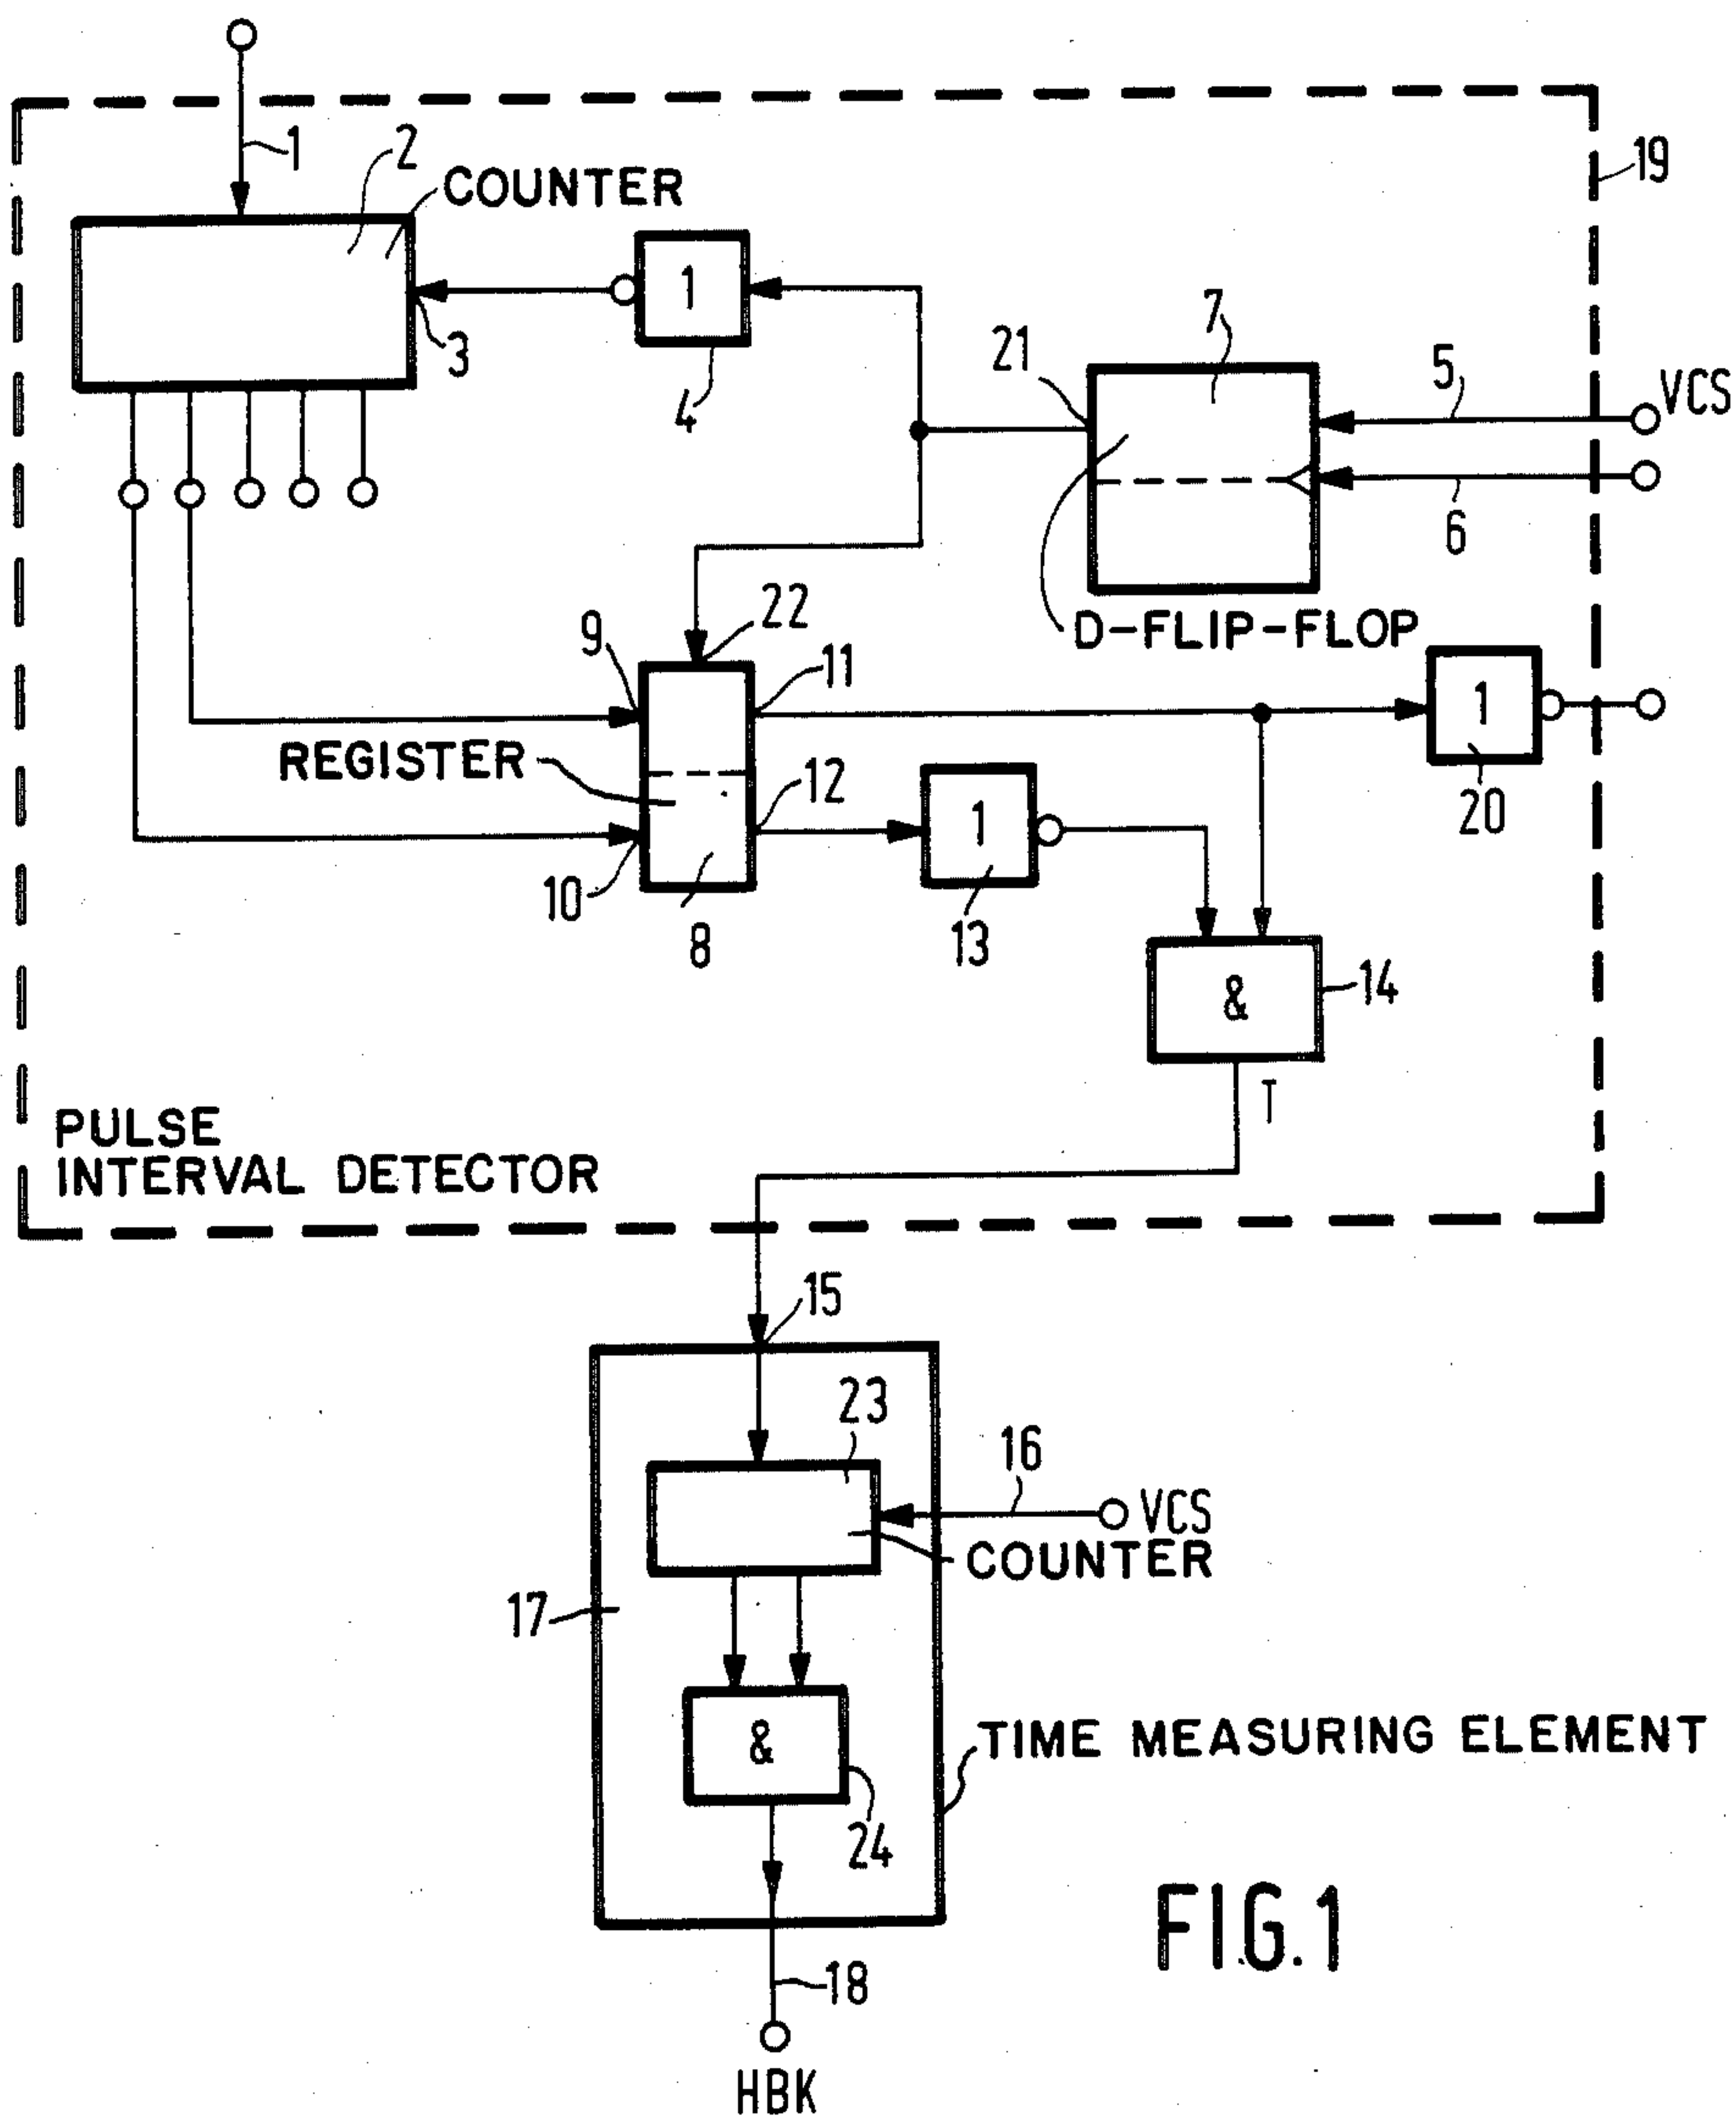 1
2
COUNTER
19
1
3
4
21
7
5
VCS
6
D-FLIP-FLOP
22
9
11
1
20
REGISTER
12
1
10
8
13
&
14
T
PULSE
INTERVAL DETECTOR
15
23
16
VCS
COUNTER
17
&
TIME MEASURING ELEMENT
24
18
HBK
FIG.1